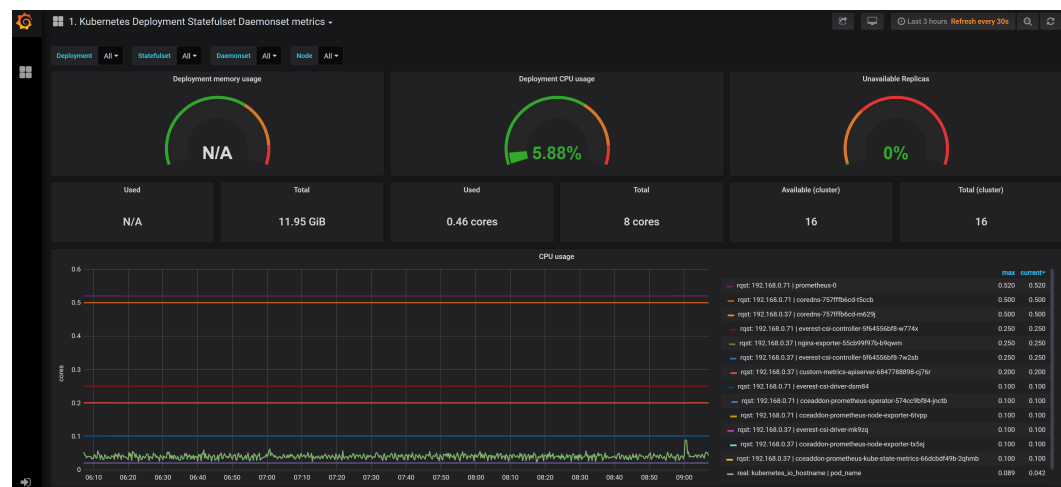 1. Kubernetes Deployment Statefulset Daemonset metrics
Last 3 hours Refresh every 30s
Deployment All Statefulset All Daemonset All Node All
Deployment memory usage
N/A
Deployment CPU usage
5.88%
Unavailable Replicas
0%
Used
N/A
Total
11.95 GiB
Used
0.46 cores
Total
8 cores
Available (cluster)
16
Total (cluster)
16
CPU usage
cores
0.6
0.5
0.4
0.3
0.2
0.1
0
06:10 06:20 06:30 06:40 06:50 07:00 07:10 07:20 07:30 07:40 07:50 08:00 08:10 08:20 08:30 08:40 08:50 09:00
max current
rqst: 192.168.0.71 | prometheus-0 0.520 0.520
rqst: 192.168.0.71 | coredns-757fffb6cd-t5ccb 0.500 0.500
rqst: 192.168.0.37 | coredns-757fffb6cd-m629j 0.500 0.500
rqst: 192.168.0.71 | everest-csi-controller-5f64556bf8-w774x 0.250 0.250
rqst: 192.168.0.37 | nginx-exporter-55cb99f97b-b9qwm 0.250 0.250
rqst: 192.168.0.37 | everest-csi-controller-5f64556bf8-7w2sb 0.250 0.250
rqst: 192.168.0.37 | custom-metrics-apiserver-6847788898-cj76r 0.200 0.200
rqst: 192.168.0.71 | everest-csi-driver-dsm84 0.100 0.100
rqst: 192.168.0.71 | cceaddon-prometheus-operator-574cc9bf84-jnctb 0.100 0.100
rqst: 192.168.0.71 | cceaddon-prometheus-node-exporter-6tvpp 0.100 0.100
rqst: 192.168.0.37 | everest-csi-driver-mk9zq 0.100 0.100
rqst: 192.168.0.37 | cceaddon-prometheus-node-exporter-tx5sj 0.100 0.100
rqst: 192.168.0.37 | cceaddon-prometheus-kube-state-metrics-66dcbdf49b-2qhmb 0.100 0.100
real: kubernetes_io_hostname | pod_name 0.089 0.042